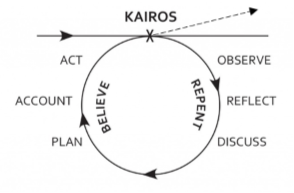 KAIROS
X
ACT
OBSERVE
ACCOUNT
BELIEVE
REPENT
REFLECT
PLAN
DISCUSS